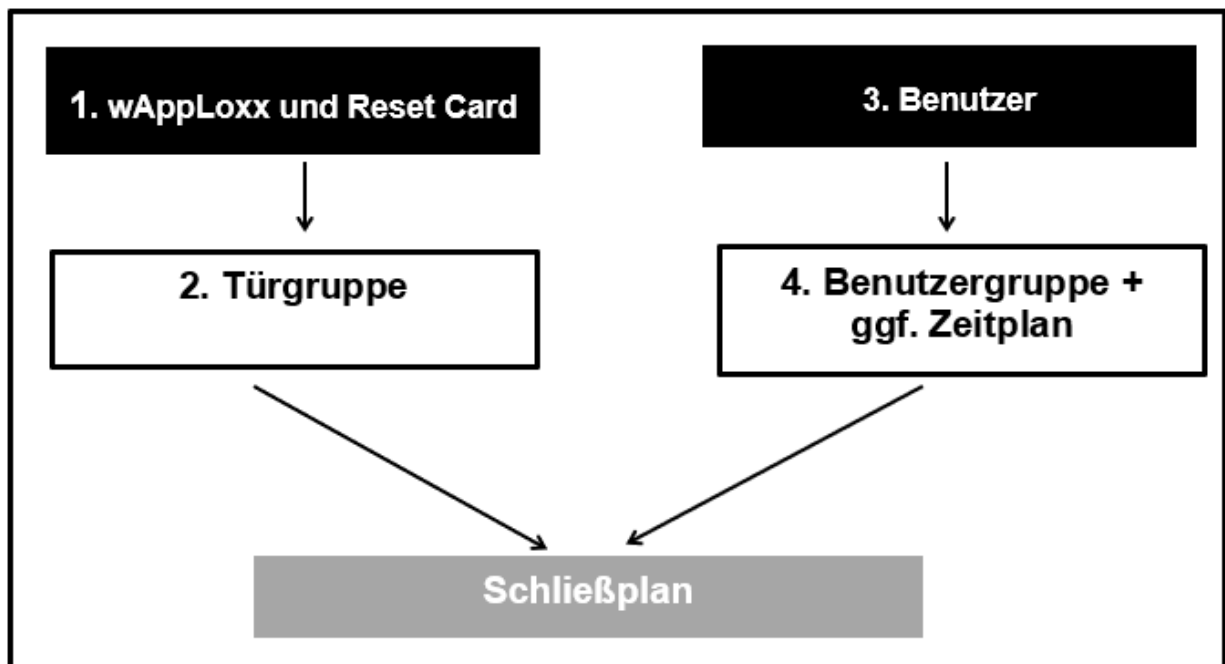 1. wAppLoxx und Reset Card
3. Benutzer
2. Türgruppe
4. Benutzergruppe +
ggf. Zeitplan
Schließplan